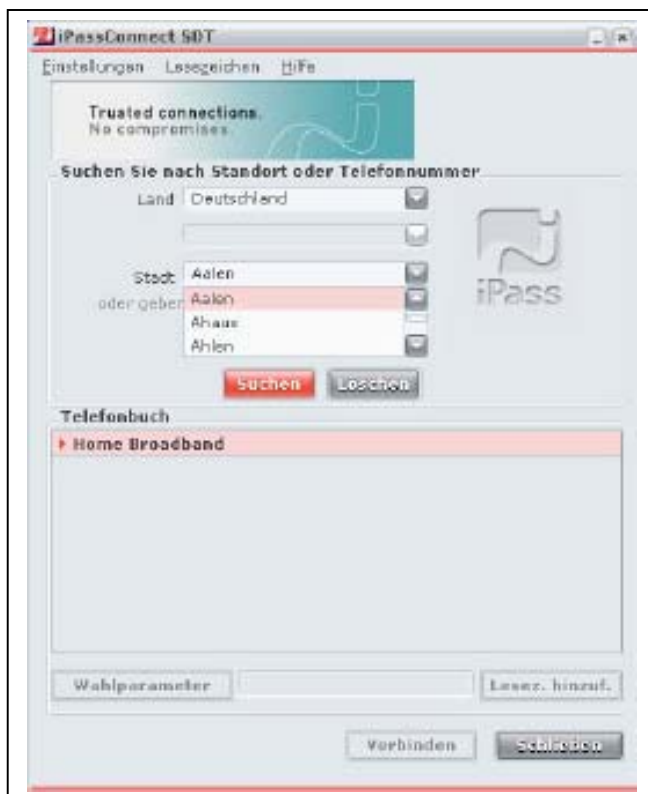 iPassConnect SDT
Einstellungen Lesezeichen Hilfe
Trusted connections.
No compromises.
Suchen Sie nach Standort oder Telefonnummer
Land Deutschland
Stadt Aalen
oder geben Aalen
Ahaus
Ahlen
iPass
Suchen Löschen
Telefonbuch
Home Broadband
Wahlparameter Lesez. hinzuf.
Verbinden Schließen